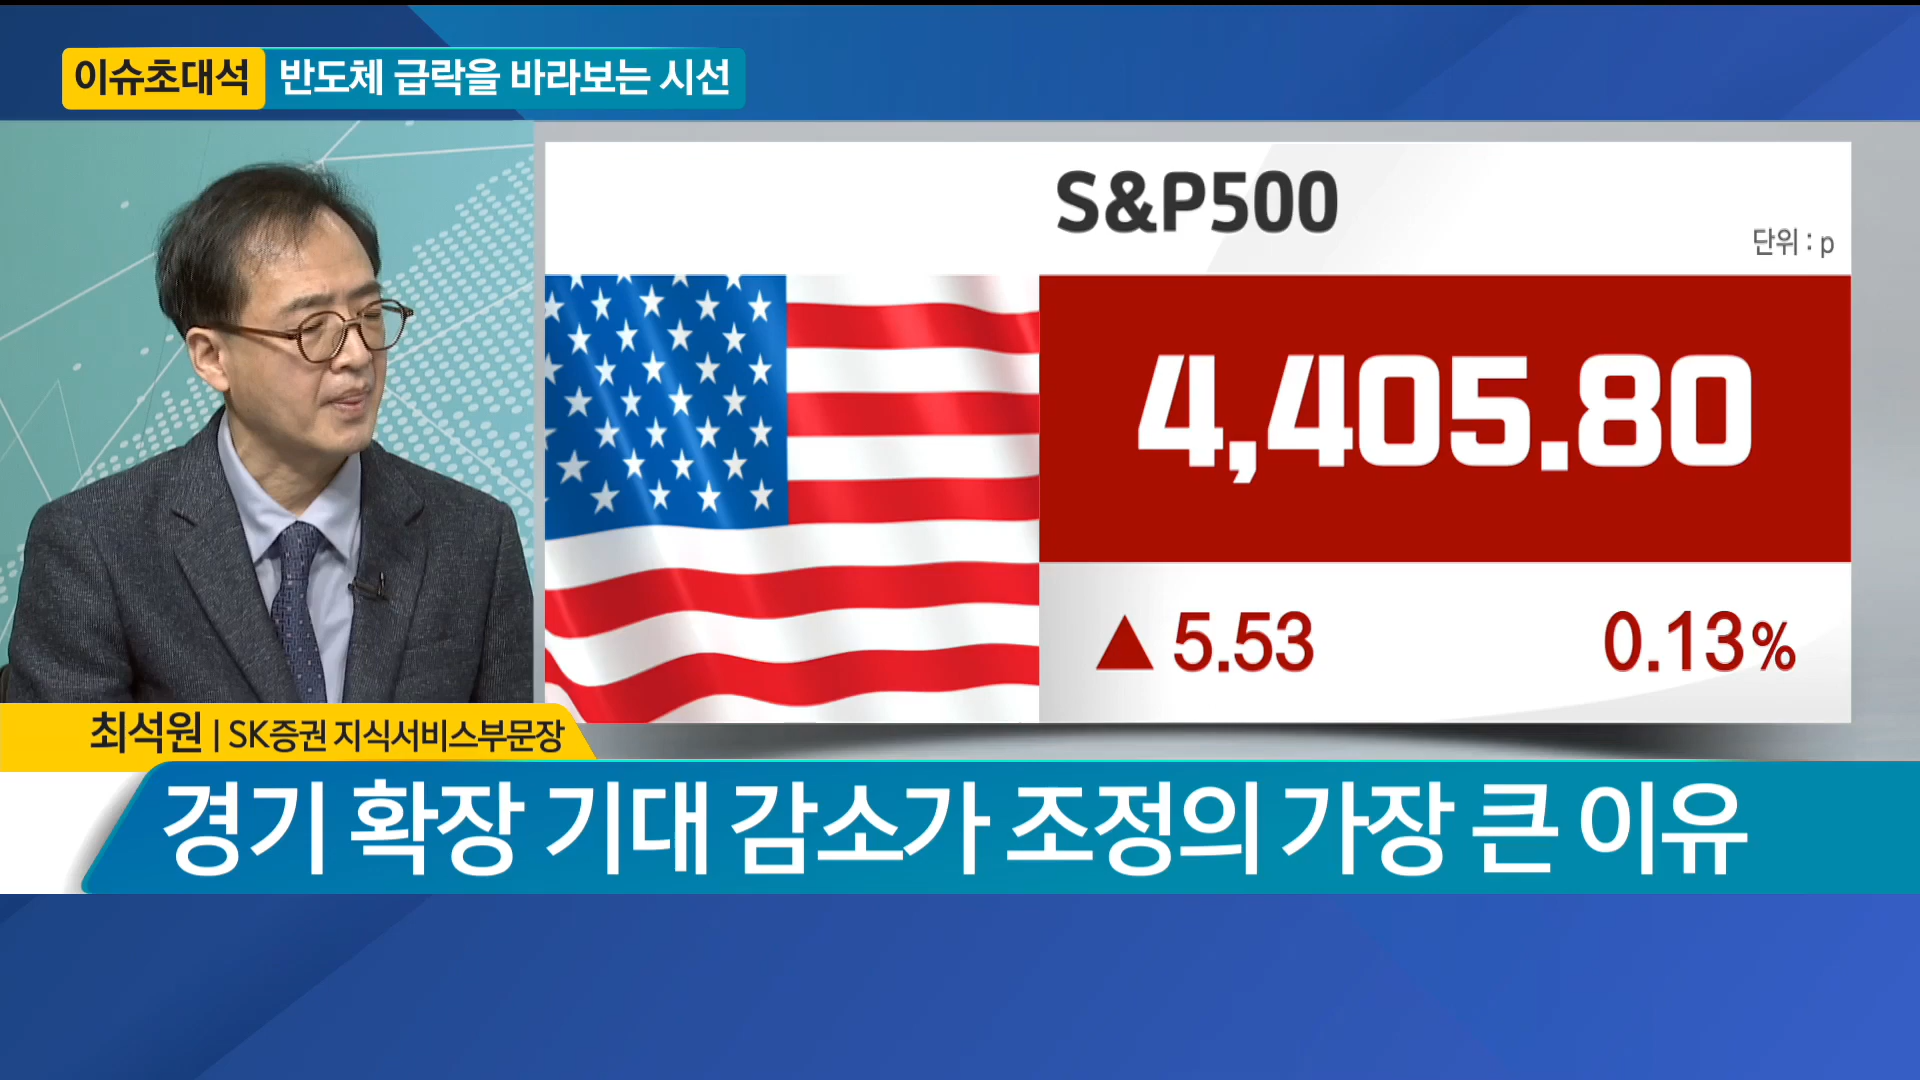 이슈초대석 반도체 급락을 바라보는 시선
S&P500
단위 : p
4,405.80
▲ 5.53 0.13%
최석원 | SK증권 지식서비스부문장
경기 확장 기대 감소가 조정의 가장 큰 이유